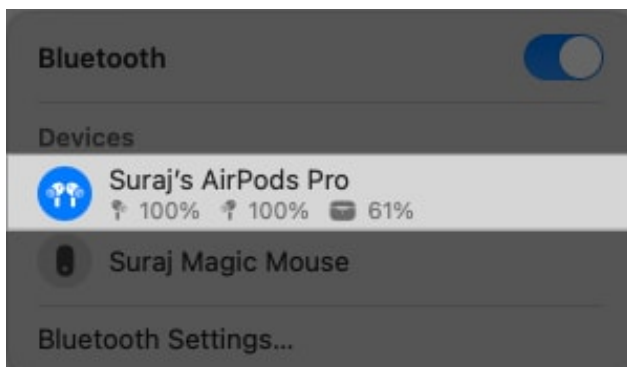 Bluetooth
Devices
Suraj's AirPods Pro
100% 100% 61%
Suraj Magic Mouse
Bluetooth Settings...